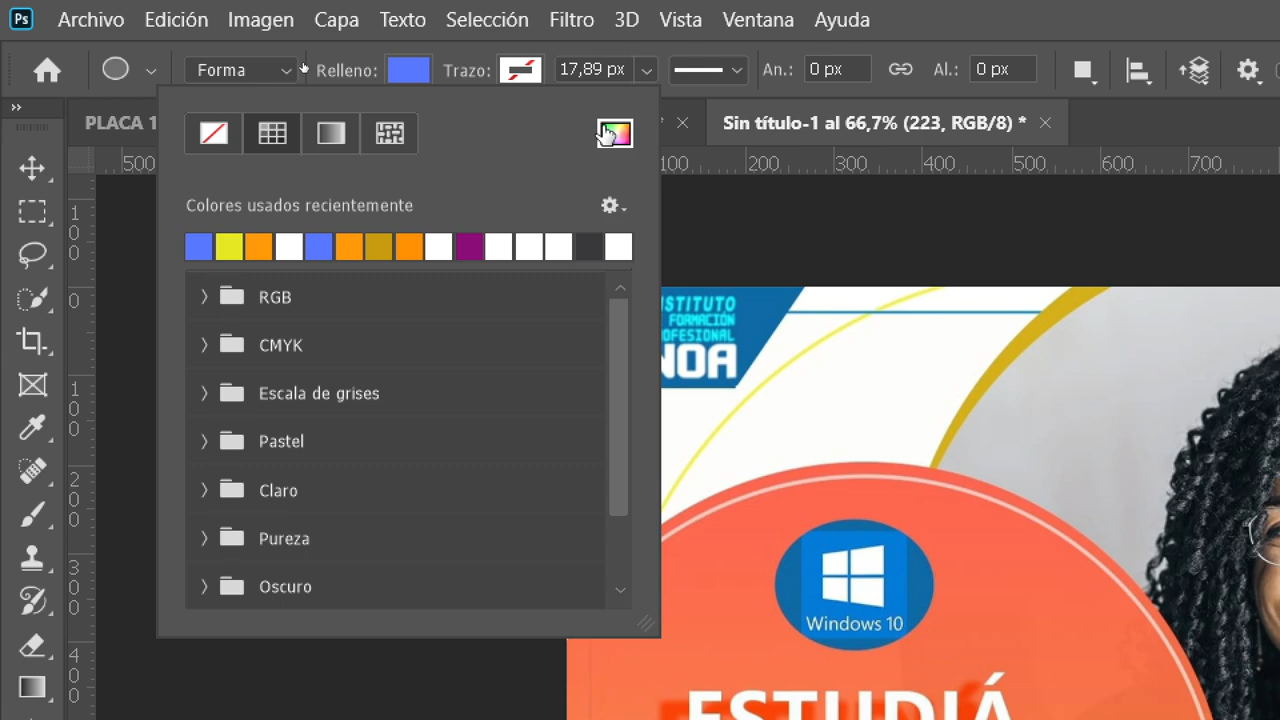 Ps Archivo Edición Imagen Capa Texto Selección Filtro 3D Vista Ventana Ayuda
Forma Relleno: Trazo: 17,89 px An.: 0 px Al.: 0 px
PLACA 1 * Sin título-1 al 66,7% (223, RGB/8) *
500 100 200 300 400 500 600 700
Colores usados recientemente
RGB
CMYK
Escala de grises
Pastel
Claro
Pureza
Oscuro
100
0
100
200
300
400
STITUTO
FORMACIÓN
OFESIONAL
NOA
Windows 10
ESTUDIÁ